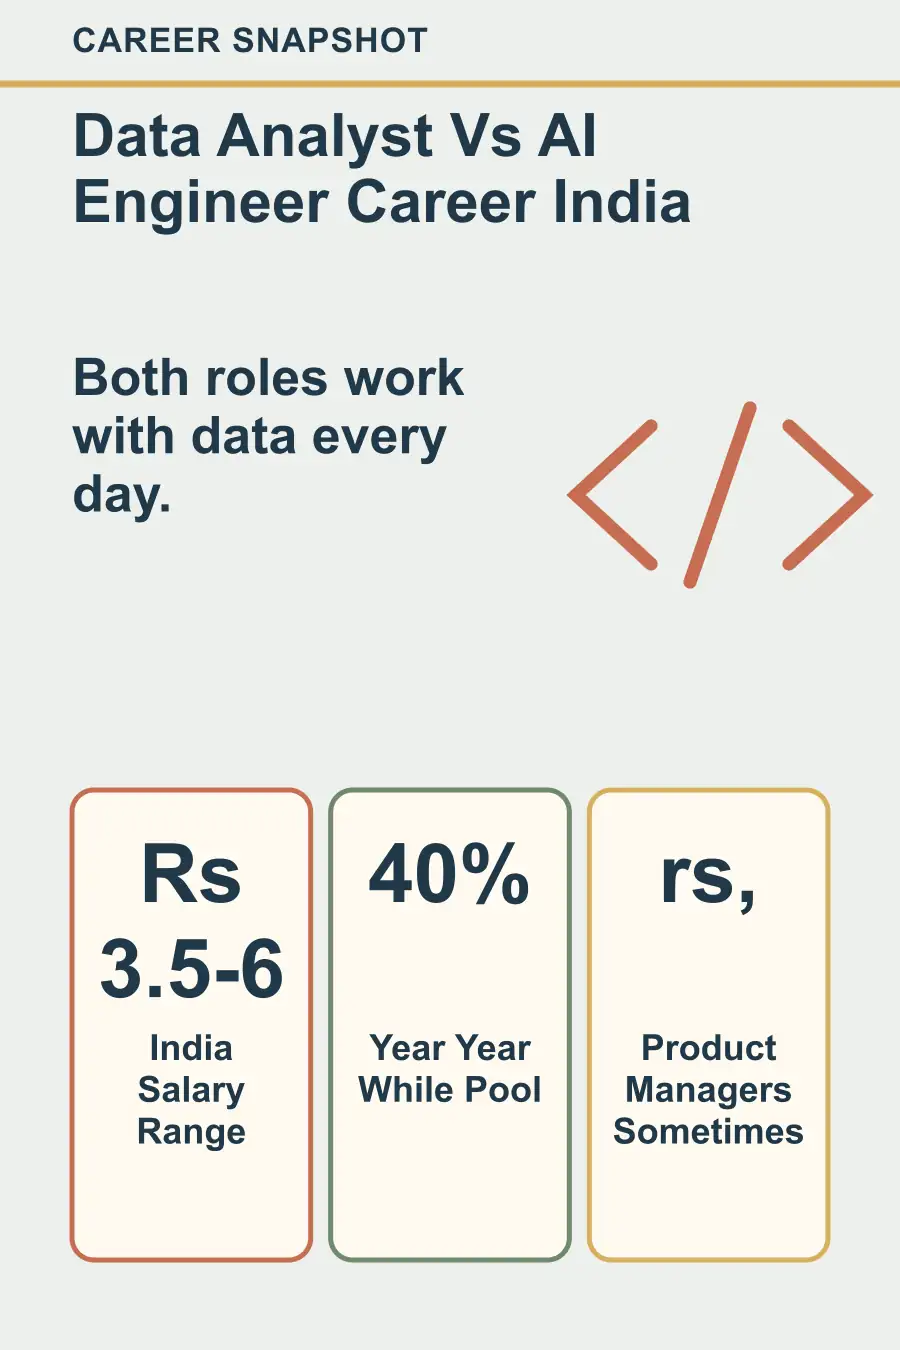 CAREER SNAPSHOT
Data Analyst Vs AI
Engineer Career India
Both roles work
with data every
day.
Rs
3.5-6
India
Salary
Range
40%
Year Year
While Pool
rs,
Product
Managers
Sometimes